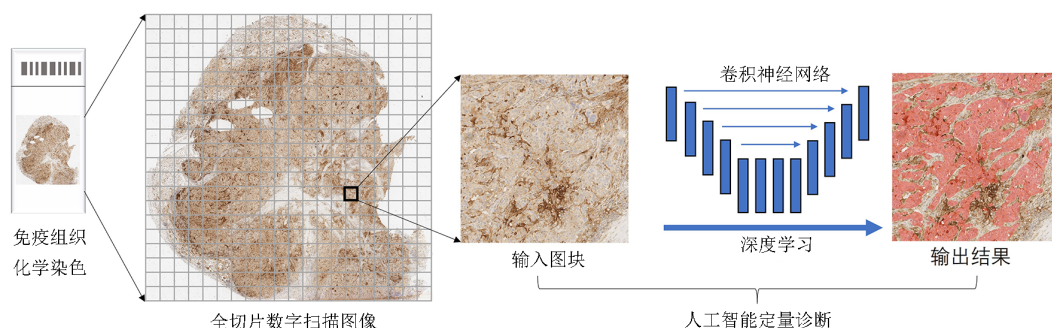 免疫组织
化学染色
全切片数字扫描图像
输入图块
卷积神经网络
深度学习
输出结果
人工智能定量诊断